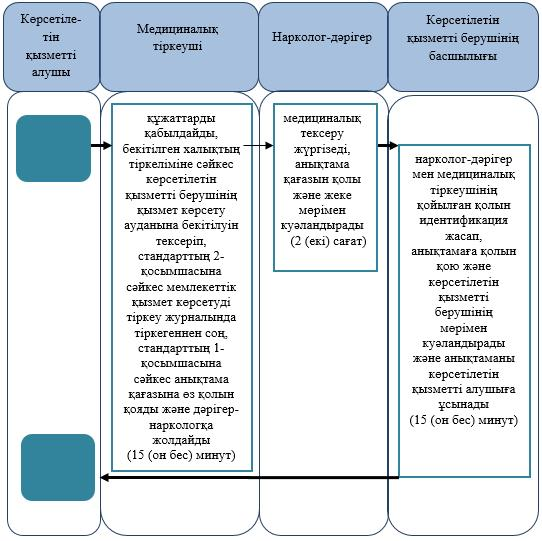 Көрсетіле-
тін
қызметті
алушы
Медициналық
тіркеуші
Нарколог-дәрігер
Көрсетілетін
қызметті берушінің
басшылығы
құжаттарды
қабылдайды,
бекітілген халықтың
тіркеліміне сәйкес
көрсетілетін
қызметті берушінің
қызмет көрсету
ауданына бекітілуін
тексеріп,
стандарттың 2-
қосымшасына
сәйкес мемлекеттік
қызмет көрсетуді
тіркеу журналында
тіркегеннен соң,
стандарттың 1-
қосымшасына
сәйкес анықтама
қағазына өз қолын
қояды және дәрігер-
наркологқа
жолдайды
(15 (он бес) минут)
медициналық
тексеру
жүргізеді,
анықтама
қағазын қолы
және жеке
мөрімен
куәландырады
(2 (екі) сағат)
нарколог-дәрігер
мен медициналық
тіркеушінің
қойылған қолын
идентификация
жасап,
анықтамаға қолын
қою және
көрсетілетін
қызметті
берушінің
мөрімен
куәландырады
және анықтаманы
көрсетілетін
қызметті алушыға
ұсынады
(15 (он бес) минут)